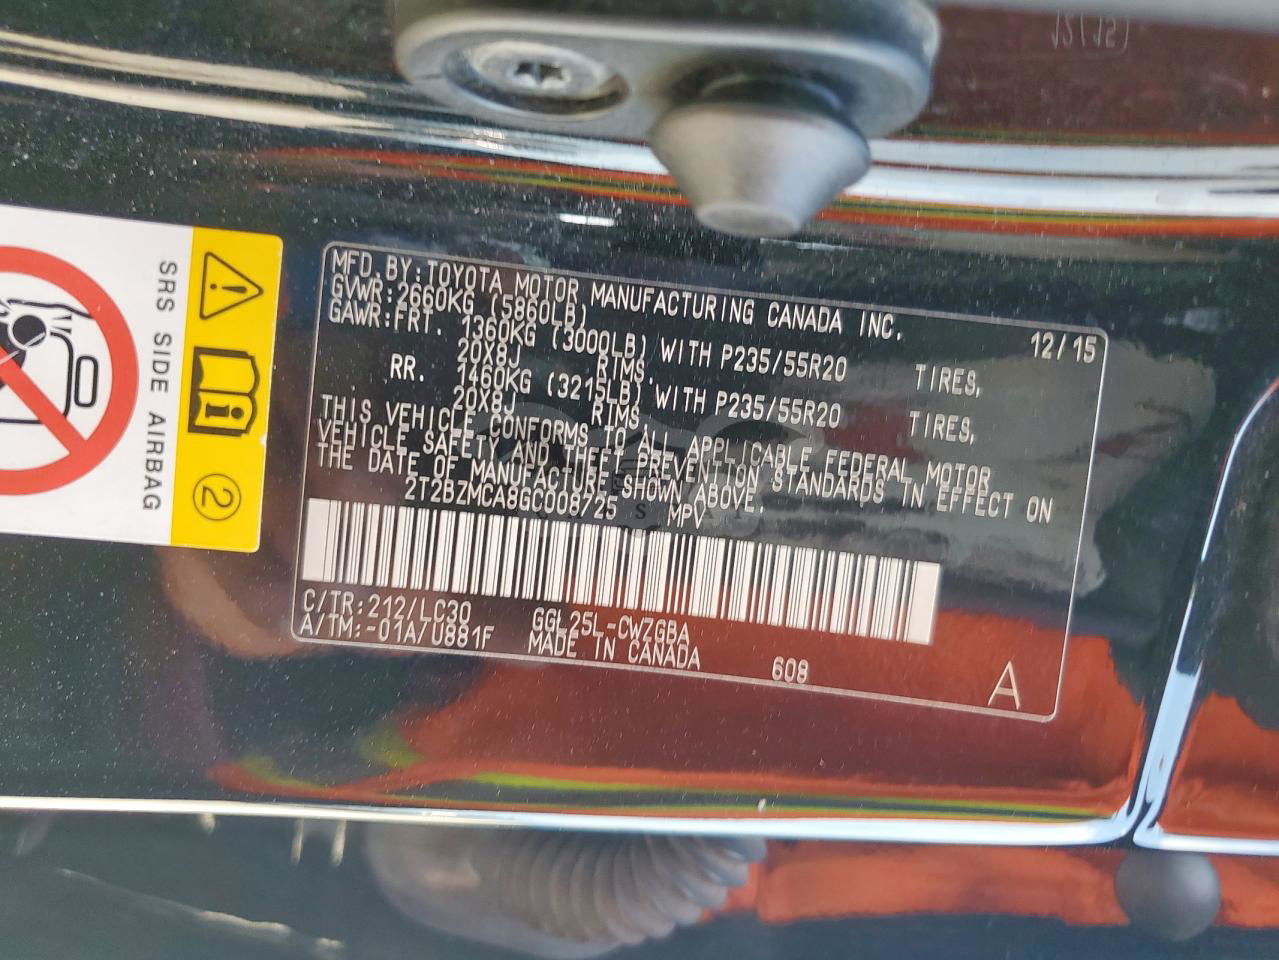 MFD. BY: TOYOTA MOTOR MANUFACTURING CANADA INC. 12/15
GVWR: 2660KG (5860LB)
GAWR: FRT. 1360KG (3000LB) WITH P235/55R20 TIRES,
20X8J RIMS,
RR. 1460KG (3215LB) WITH P235/55R20 TIRES,
20X8J RIMS.
THIS VEHICLE CONFORMS TO ALL APPLICABLE FEDERAL MOTOR
VEHICLE SAFETY AND THEFT PREVENTION STANDARDS IN EFFECT ON
THE DATE OF MANUFACTURE SHOWN ABOVE.
2T2BZMCA8GC008725 MPV
C/TR: 212/LC30 GGL25L-CWZGBA
A/TM: -01A/U881F MADE IN CANADA 608
A
SRS SIDE AIRBAG
2